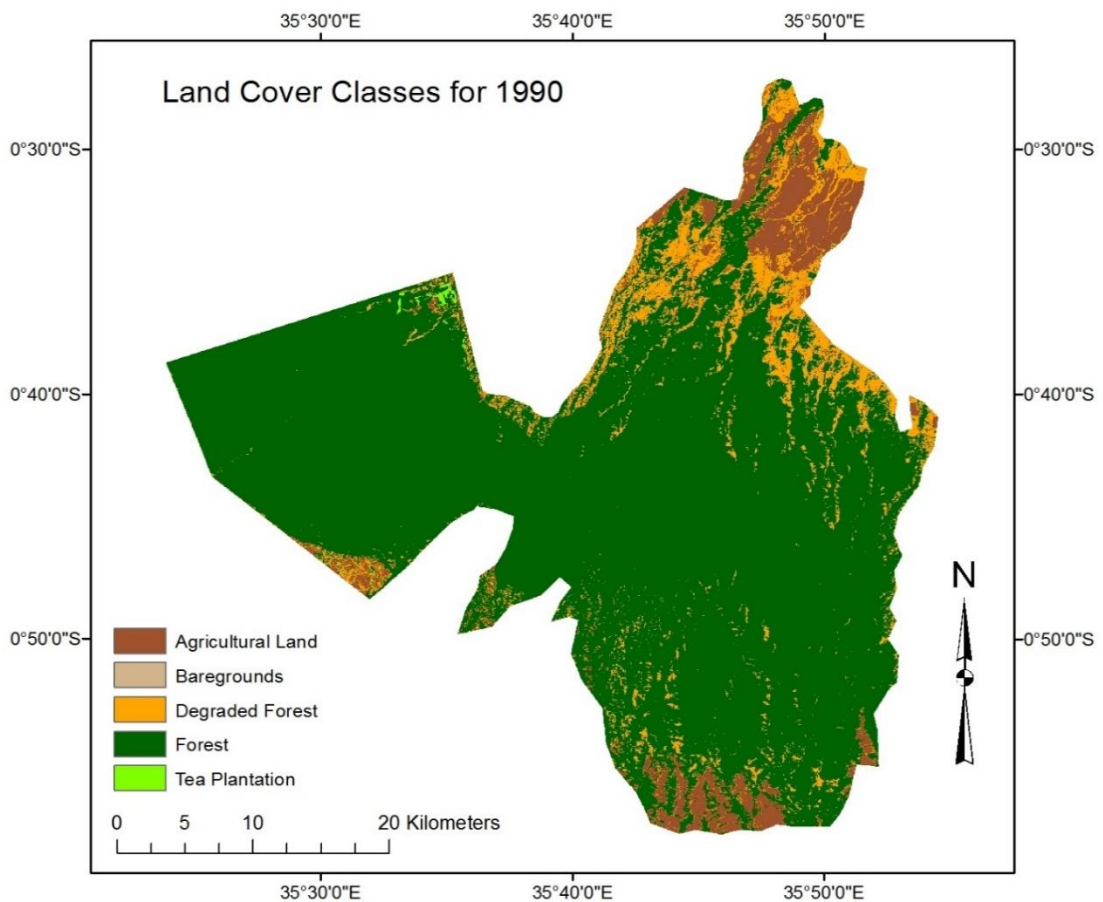 35°30'0"E 35°40'0"E 35°50'0"E
Land Cover Classes for 1990
0°30'0"S 0°30'0"S
0°40'0"S 0°40'0"S
N
0°50'0"S 0°50'0"S
Agricultural Land
Baregrounds
Degraded Forest
Forest
Tea Plantation
0 5 10 20 Kilometers
35°30'0"E 35°40'0"E 35°50'0"E